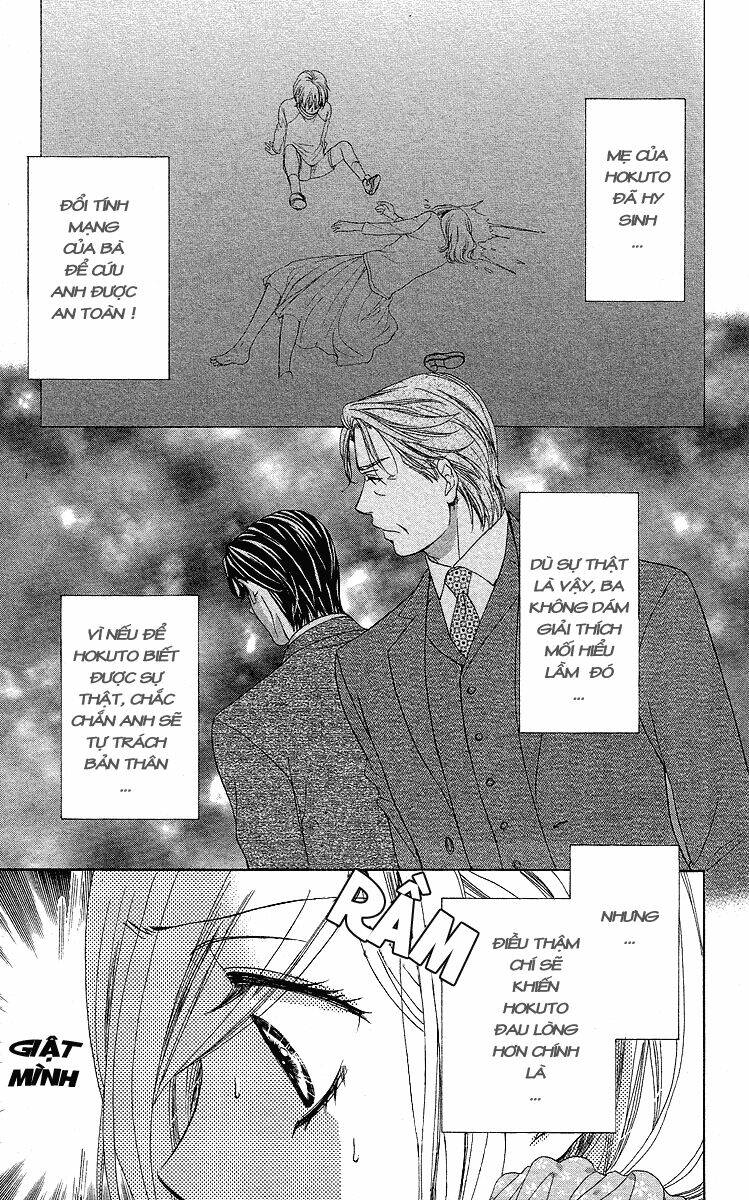 MẸ CỦA
HOKUTO
ĐÃ HY
SINH
...
ĐỔI TÍNH
MẠNG
CỦA BÀ
ĐỂ CỨU
ANH ĐƯỢC
AN TOÀN !
DÙ SỰ THẬT
LÀ VẬY, BA
KHÔNG DÁM
GIẢI THÍCH
MỐI HIỂU
LẦM ĐÓ
...
VÌ NẾU ĐỂ
HOKUTO BIẾT
ĐƯỢC SỰ
THẬT, CHẮC
CHẮN ANH SẼ
TỰ TRÁCH
BẢN THÂN
...
NHƯNG
...
ĐIỀU THẬM
CHÍ SẼ
KHIẾN
HOKUTO
ĐAU LÒNG
HƠN CHÍNH
LÀ
...
RẦM
GIẬT
MÌNH